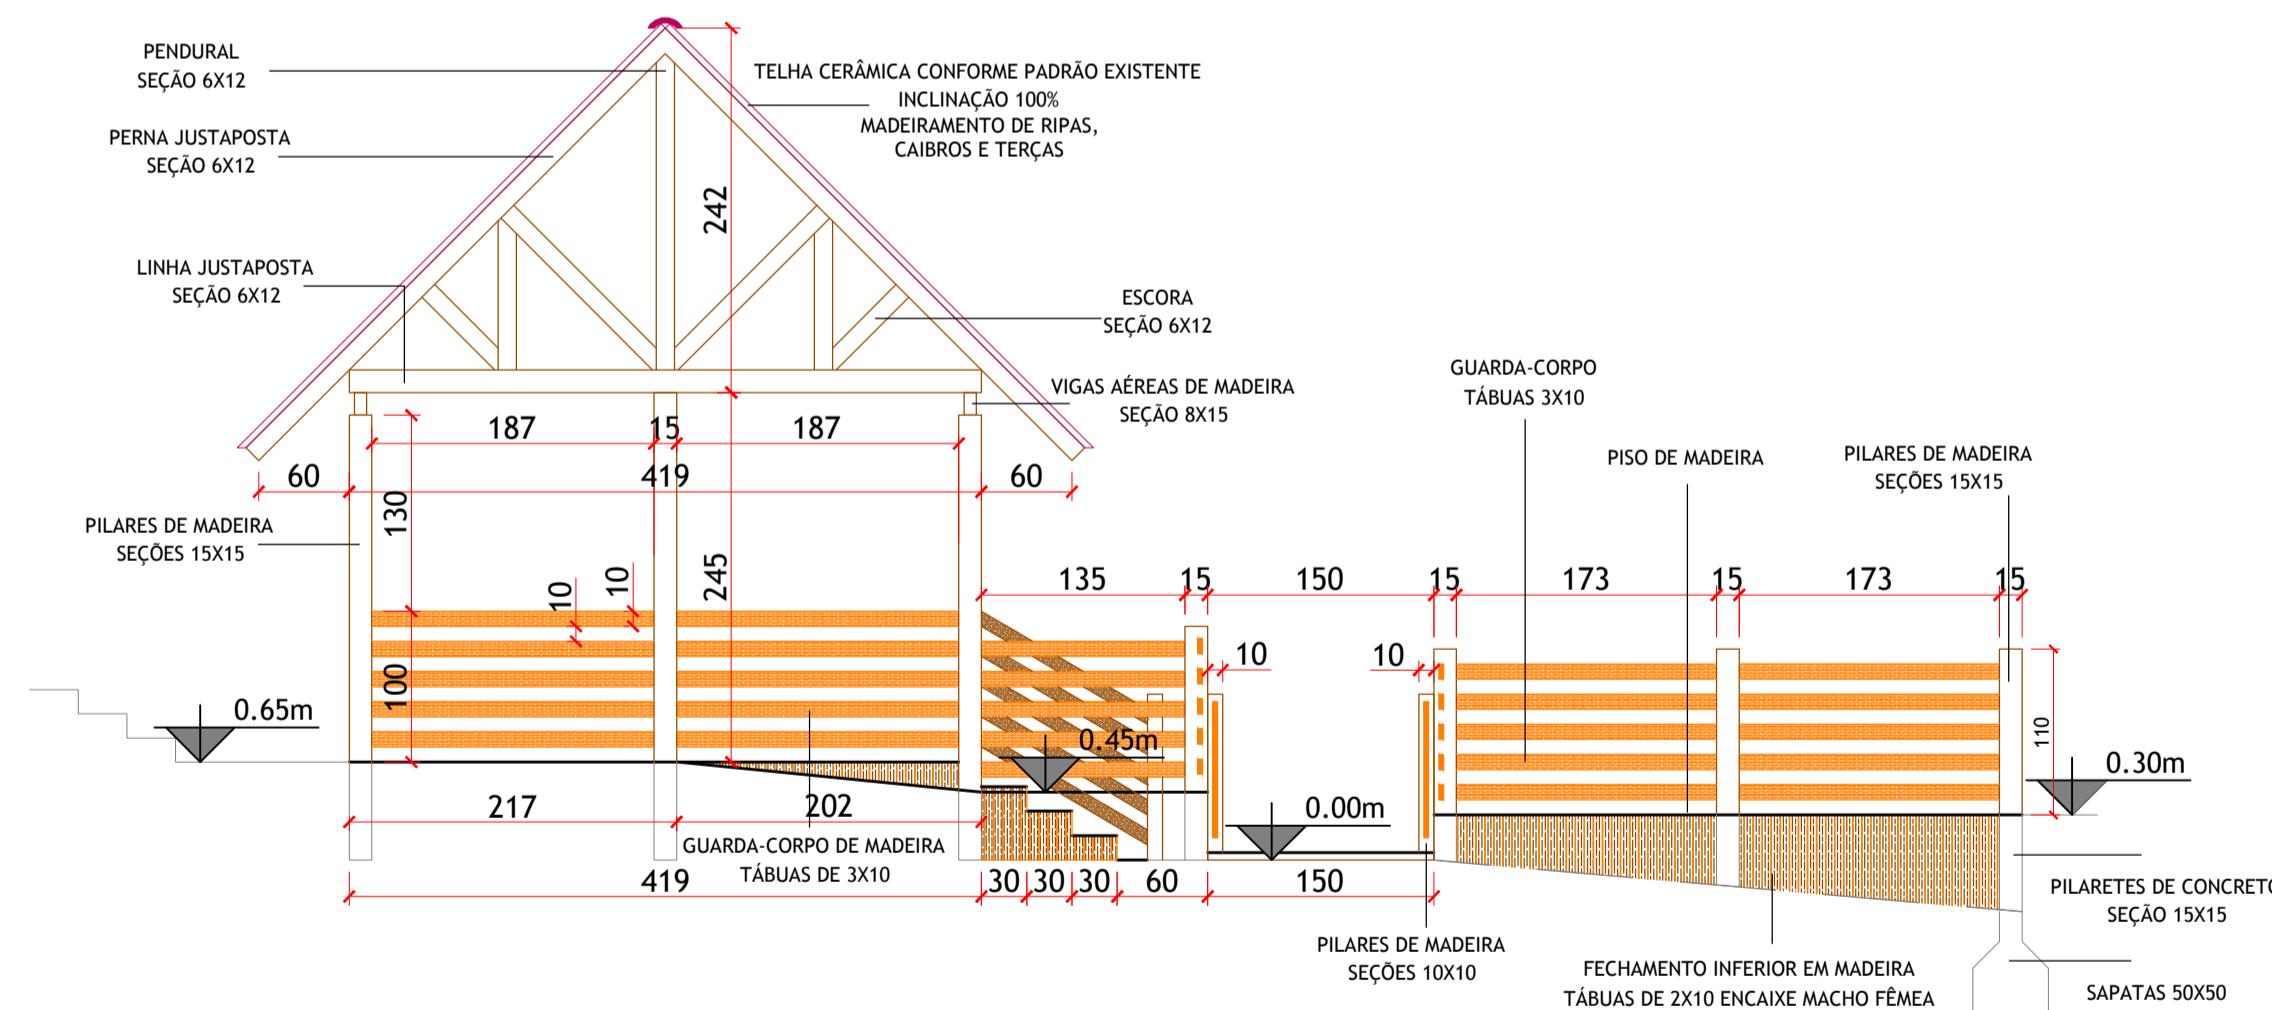 PENDURAL
SEÇÃO 6X12
TELHA CERÂMICA CONFORME PADRÃO EXISTENTE
INCLINAÇÃO 100%
MADEIRAMENTO DE RIPAS,
CAIBROS E TERÇAS
PERNA JUSTAPOSTA
SEÇÃO 6X12
242
LINHA JUSTAPOSTA
SEÇÃO 6X12
ESCORA
SEÇÃO 6X12
VIGAS AÉREAS DE MADEIRA
SEÇÃO 8X15
GUARDA-CORPO
TÁBUAS 3X10
187
15
187
PISO DE MADEIRA
PILARES DE MADEIRA
SEÇÕES 15X15
60
419
60
130
PILARES DE MADEIRA
SEÇÕES 15X15
10
10
245
135
15
150
15
173
15
173
15
100
10
10
0.65m
0.45m
110
0.30m
217
202
0.00m
GUARDA-CORPO DE MADEIRA
TÁBUAS DE 3X10
419
30
30
30
60
150
PILARETES DE CONCRETO
SEÇÃO 15X15
PILARES DE MADEIRA
SEÇÕES 10X10
FECHAMENTO INFERIOR EM MADEIRA
TÁBUAS DE 2X10 ENCAIXE MACHO FÊMEA
SAPATAS 50X50